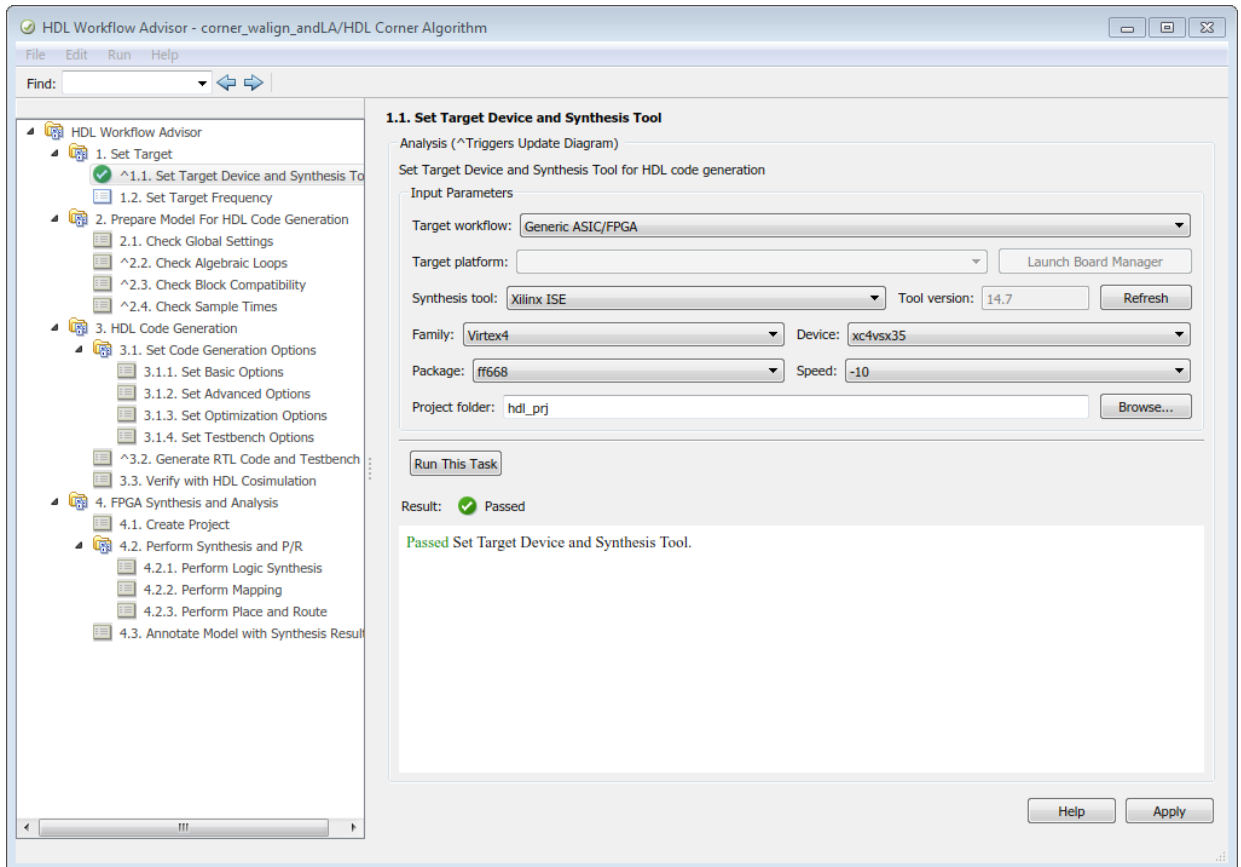 HDL Workflow Advisor - corner_walign_andLA/HDL Corner Algorithm
File Edit Run Help
Find:
HDL Workflow Advisor
1. Set Target
^1.1. Set Target Device and Synthesis To
1.2. Set Target Frequency
2. Prepare Model For HDL Code Generation
2.1. Check Global Settings
^2.2. Check Algebraic Loops
^2.3. Check Block Compatibility
^2.4. Check Sample Times
3. HDL Code Generation
3.1. Set Code Generation Options
3.1.1. Set Basic Options
3.1.2. Set Advanced Options
3.1.3. Set Optimization Options
3.1.4. Set Testbench Options
^3.2. Generate RTL Code and Testbench
3.3. Verify with HDL Cosimulation
4. FPGA Synthesis and Analysis
4.1. Create Project
4.2. Perform Synthesis and P/R
4.2.1. Perform Logic Synthesis
4.2.2. Perform Mapping
4.2.3. Perform Place and Route
4.3. Annotate Model with Synthesis Result
1.1. Set Target Device and Synthesis Tool
Analysis (^Triggers Update Diagram)
Set Target Device and Synthesis Tool for HDL code generation
Input Parameters
Target workflow: Generic ASIC/FPGA
Target platform: Launch Board Manager
Synthesis tool: Xilinx ISE Tool version: 14.7 Refresh
Family: Virtex4 Device: xc4vsx35
Package: ff668 Speed: -10
Project folder: hdl_prj Browse...
Run This Task
Result: Passed
Passed Set Target Device and Synthesis Tool.
Help Apply